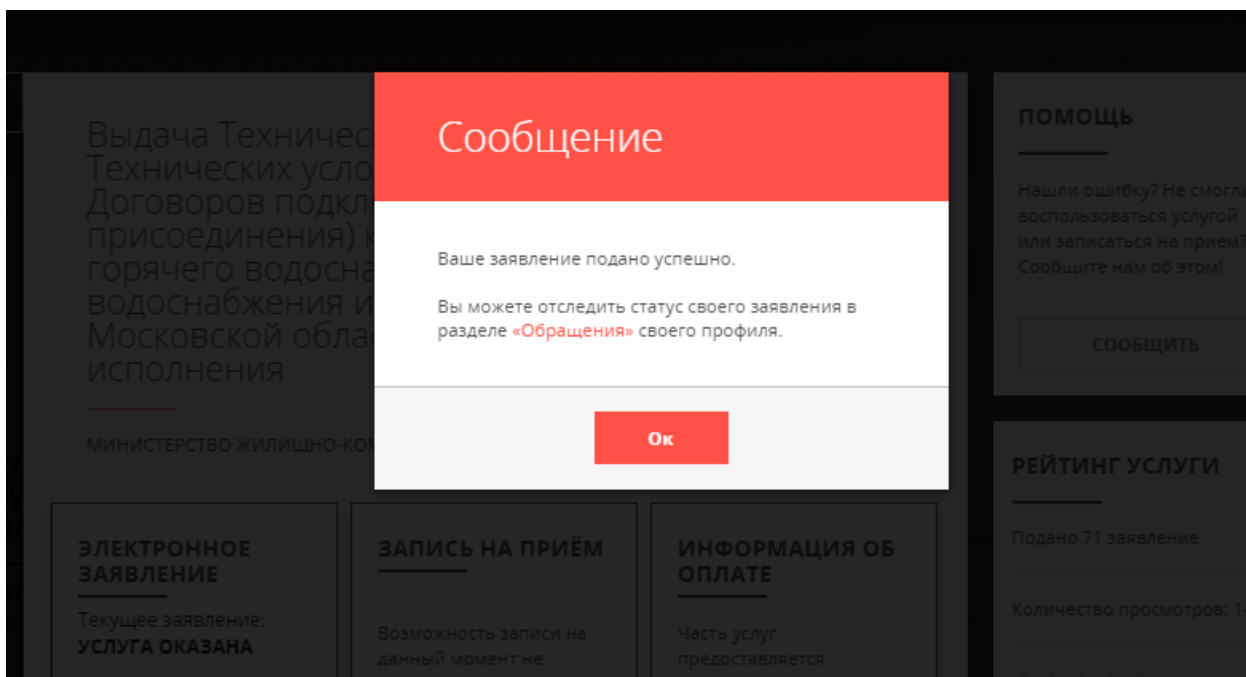 Выдача Техничес
Технических усло
Договоров подкл
присоединения) к
горячего водосна
водоснабжения и
Московской обла
исполнения
МИНИСТЕРСТВО ЖИЛИЩНО-КОМ
Сообщение
Ваше заявление подано успешно.
Вы можете отследить статус своего заявления в
разделе «Обращения» своего профиля.
Ок
ПОМОЩЬ
Нашли ошибку? Не смогли
воспользоваться услугой
или записаться на прием?
Сообщите нам об этом!
СООБЩИТЬ
РЕЙТИНГ УСЛУГИ
Подано 71 заявление
Количество просмотров: 14
ЭЛЕКТРОННОЕ
ЗАЯВЛЕНИЕ
Текущее заявление:
УСЛУГА ОКАЗАНА
ЗАПИСЬ НА ПРИЁМ
Возможность записи на
данный момент не
ИНФОРМАЦИЯ ОБ
ОПЛАТЕ
Часть услуг
предоставляется